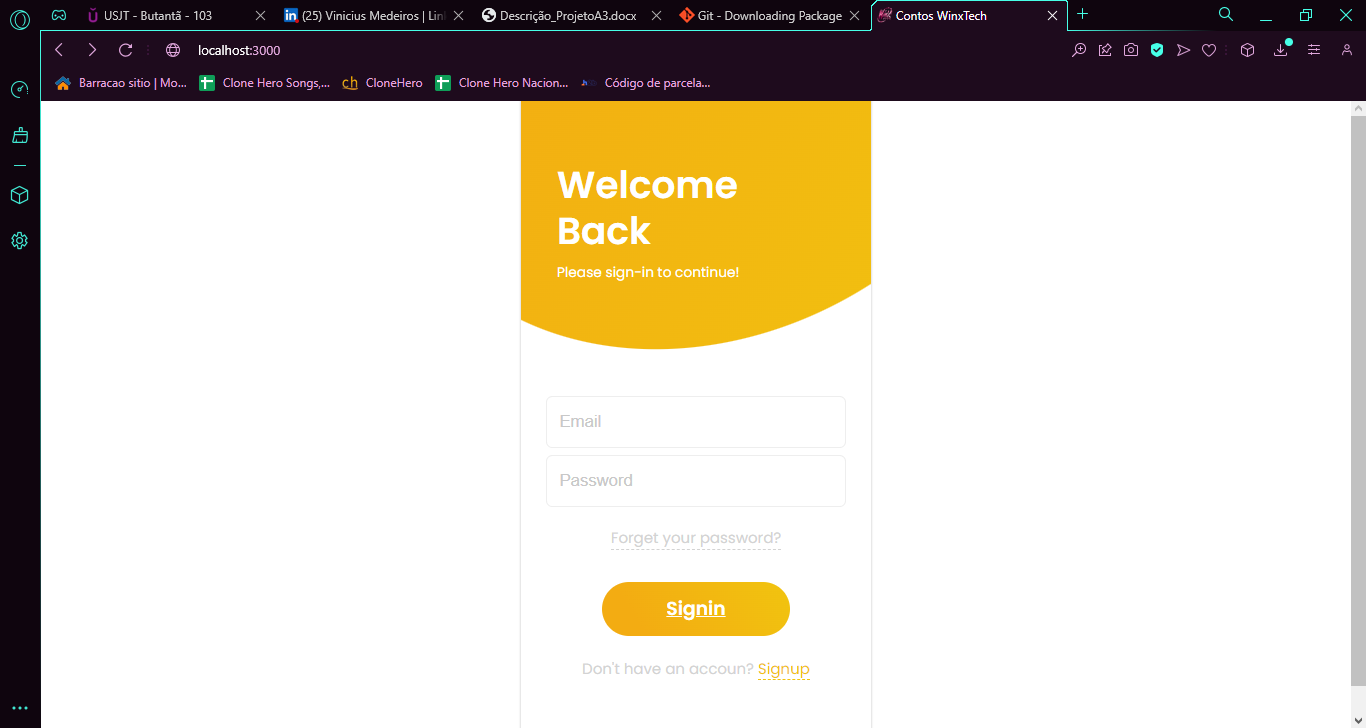 USJT - Butantã - 103
(25) Vinicius Medeiros | Lin
Descrição_ProjetoA3.docx
Git - Downloading Package
Contos WinxTech
localhost:3000
Barracao sitio | Mo...
Clone Hero Songs,...
CloneHero
Clone Hero Nacion...
Código de parcela...
Welcome
Back
Please sign-in to continue!
Email
Password
Forget your password?
Signin
Don't have an accoun? Signup